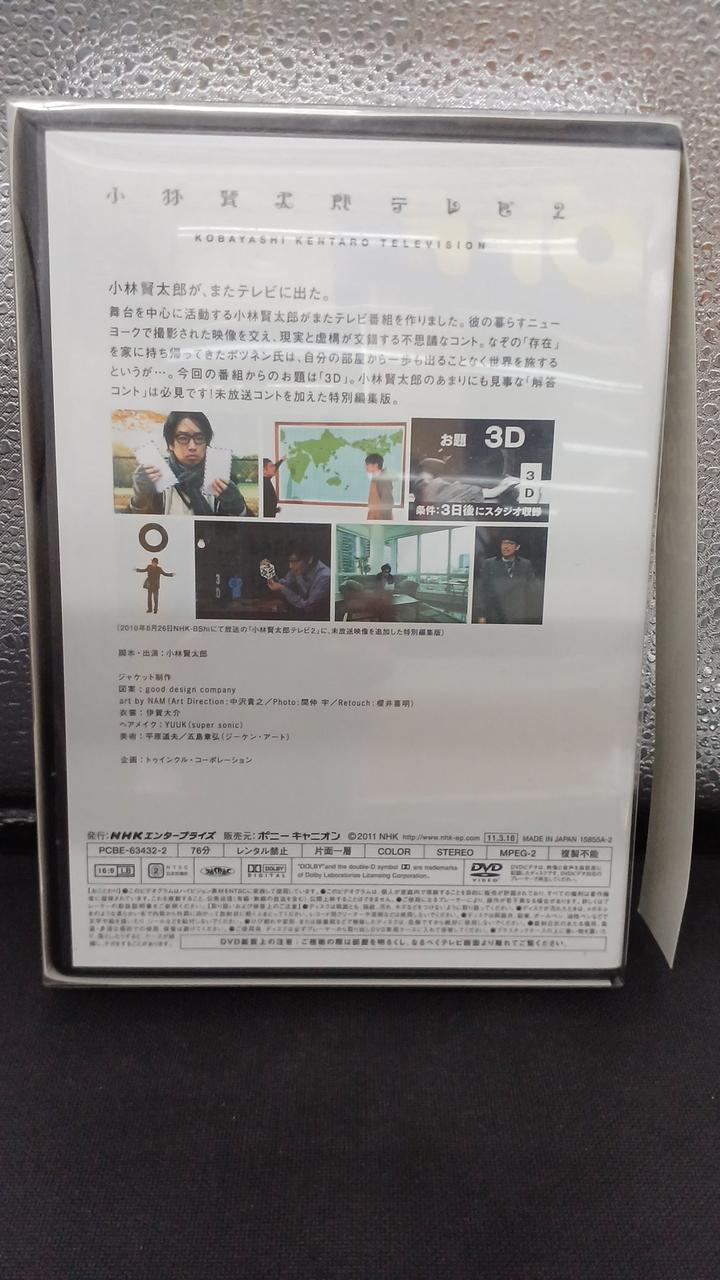 小林賢太郎テレビ2
KOBAYASHI KENTARO TELEVISION
小林賢太郎が、またテレビに出た。
舞台を中心に活動する小林賢太郎がまたテレビ番組を作りました。彼の暮らすニュー
ヨークで撮影された映像を交え、現実と虚構が交錯する不思議なコント。なぞの「存在」
を家に持ち帰ってきたポツネン氏は、自分の部屋から一歩も出ることなく世界を旅する
というが…。今回の番組からのお題は「3D」。小林賢太郎のあまりにも見事な「解答
コント」は必見です!未放送コントを加えた特別編集版。
お題 3D
3
D
条件:3日後にスタジオ収録
(2010年8月26日NHK-BShiにて放送の「小林賢太郎テレビ2」に、未放送映像を追加した特別編集版)
脚本・出演:小林賢太郎
ジャケット制作
図案:good design company
art by NAM(Art Direction:中沢貴之/Photo:間仲 宇/Retouch:櫻井喜明)
衣裳:伊賀大介
ヘアメイク:YUUK(super sonic)
美術:平原道夫/五島章弘(ジーケン・アート)
企画:トゥインクル・コーポレーション
発行:NHKエンタープライズ 販売元:ポニーキャニオン ©2011 NHK http://www.nhk-ep.com 11.3.16 MADE IN JAPAN 15855A-2
PCBE-63432-2 76分 レンタル禁止 片面一層 COLOR STEREO MPEG-2 複製不能
16:9 LB 2 NTSC 日本市場向 DOLBY DIGITAL "DOLBY and the double-D symbol are trademarks
of Dolby Laboratories Licensing Corporation. DVD VIDEO
DVD鑑賞上の注意:ご視聴の際は部屋を明るくし、なるべくテレビ画面より離れてご覧ください。